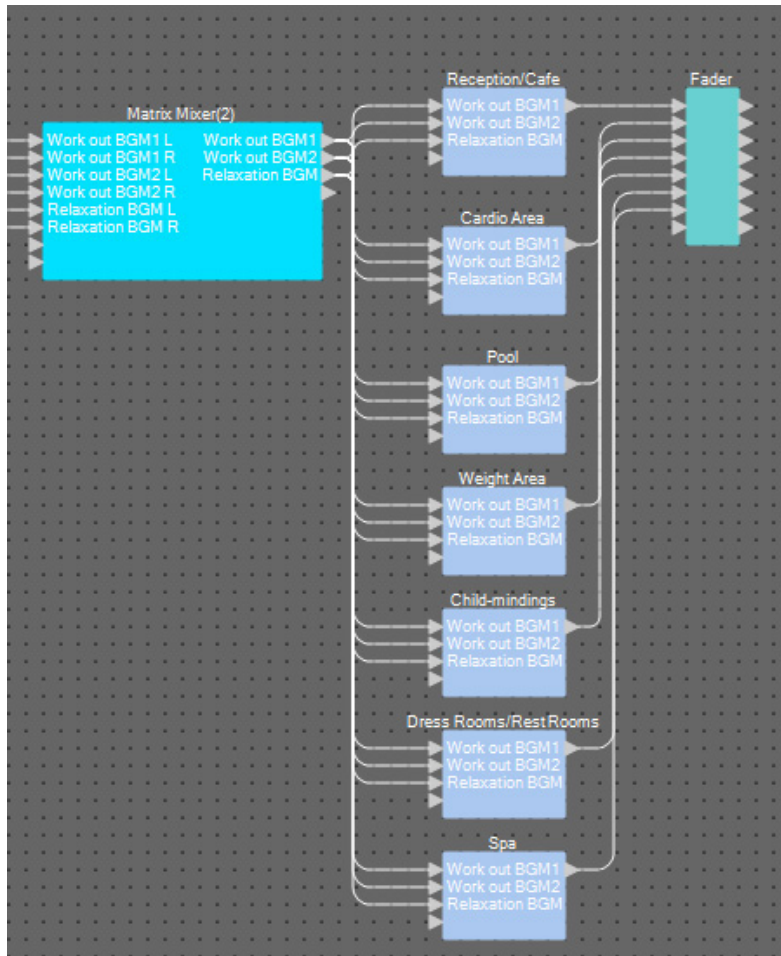 Matrix Mixer(2)
Work out BGM1 L Work out BGM1
Work out BGM1 R Work out BGM2
Work out BGM2 L Relaxation BGM
Work out BGM2 R
Relaxation BGM L
Relaxation BGM R
Reception/Cafe
Work out BGM1
Work out BGM2
Relaxation BGM
Cardio Area
Work out BGM1
Work out BGM2
Relaxation BGM
Pool
Work out BGM1
Work out BGM2
Relaxation BGM
Weight Area
Work out BGM1
Work out BGM2
Relaxation BGM
Child-mindings
Work out BGM1
Work out BGM2
Relaxation BGM
Dress Rooms/Rest Rooms
Work out BGM1
Work out BGM2
Relaxation BGM
Spa
Work out BGM1
Work out BGM2
Relaxation BGM
Fader